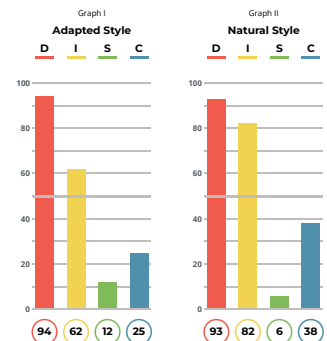 Graph I
Adapted Style
D I S C
100
80
60
40
20
0
94 62 12 25
Graph II
Natural Style
D I S C
100
80
60
40
20
0
93 82 6 38